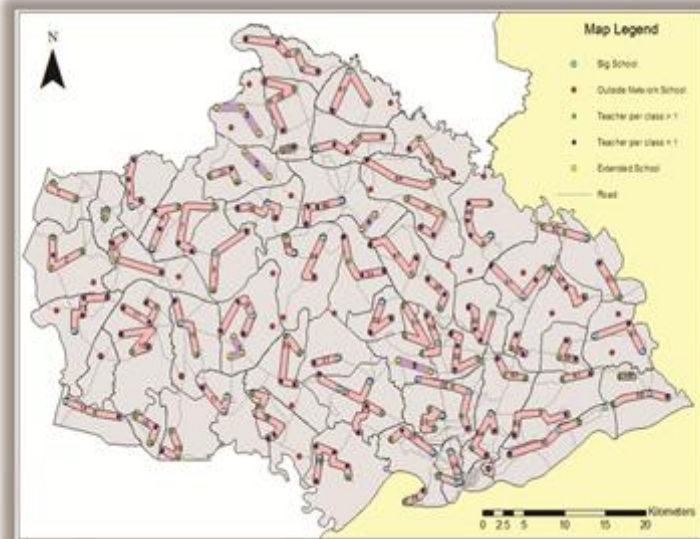 N
Map Legend
Big School
Outside Network School
Teacher per class > 1
Teacher per class = 1
Extended School
Road
Kilometers
0 2.5 5 10 15 20